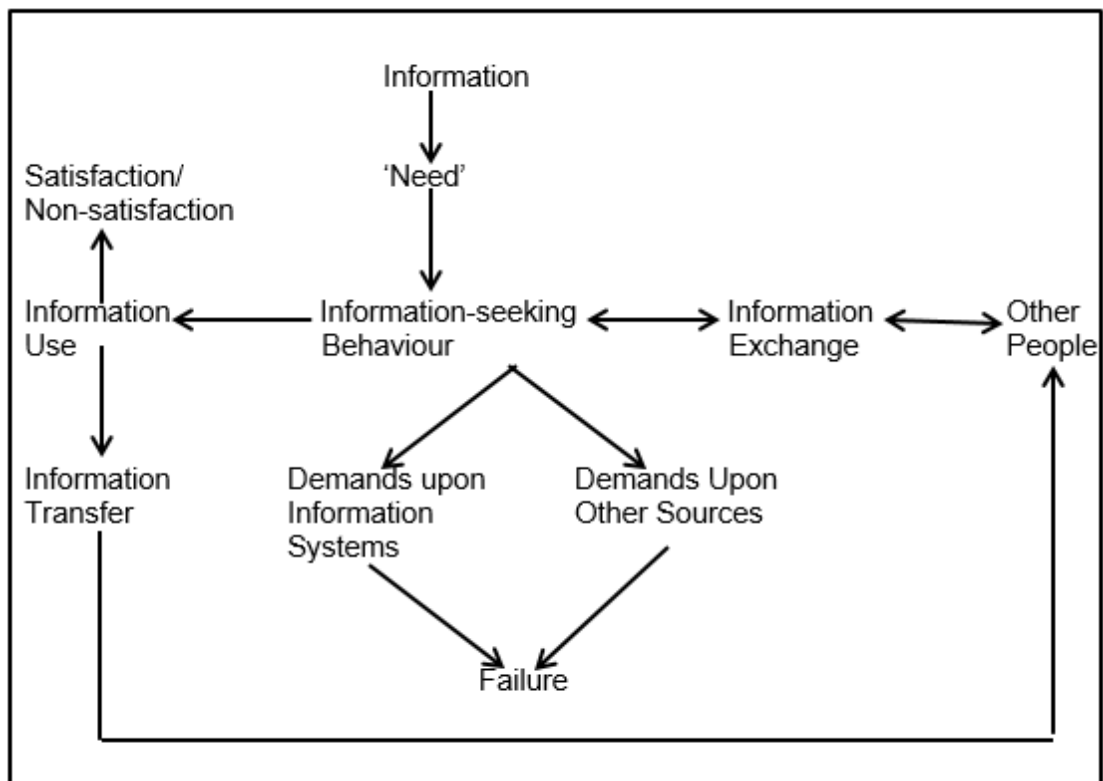 Information
‘Need’
Satisfaction/
Non-satisfaction
Information
Use
Information-seeking
Behaviour
Information
Exchange
Other
People
Information
Transfer
Demands upon
Information
Systems
Demands Upon
Other Sources
Failure